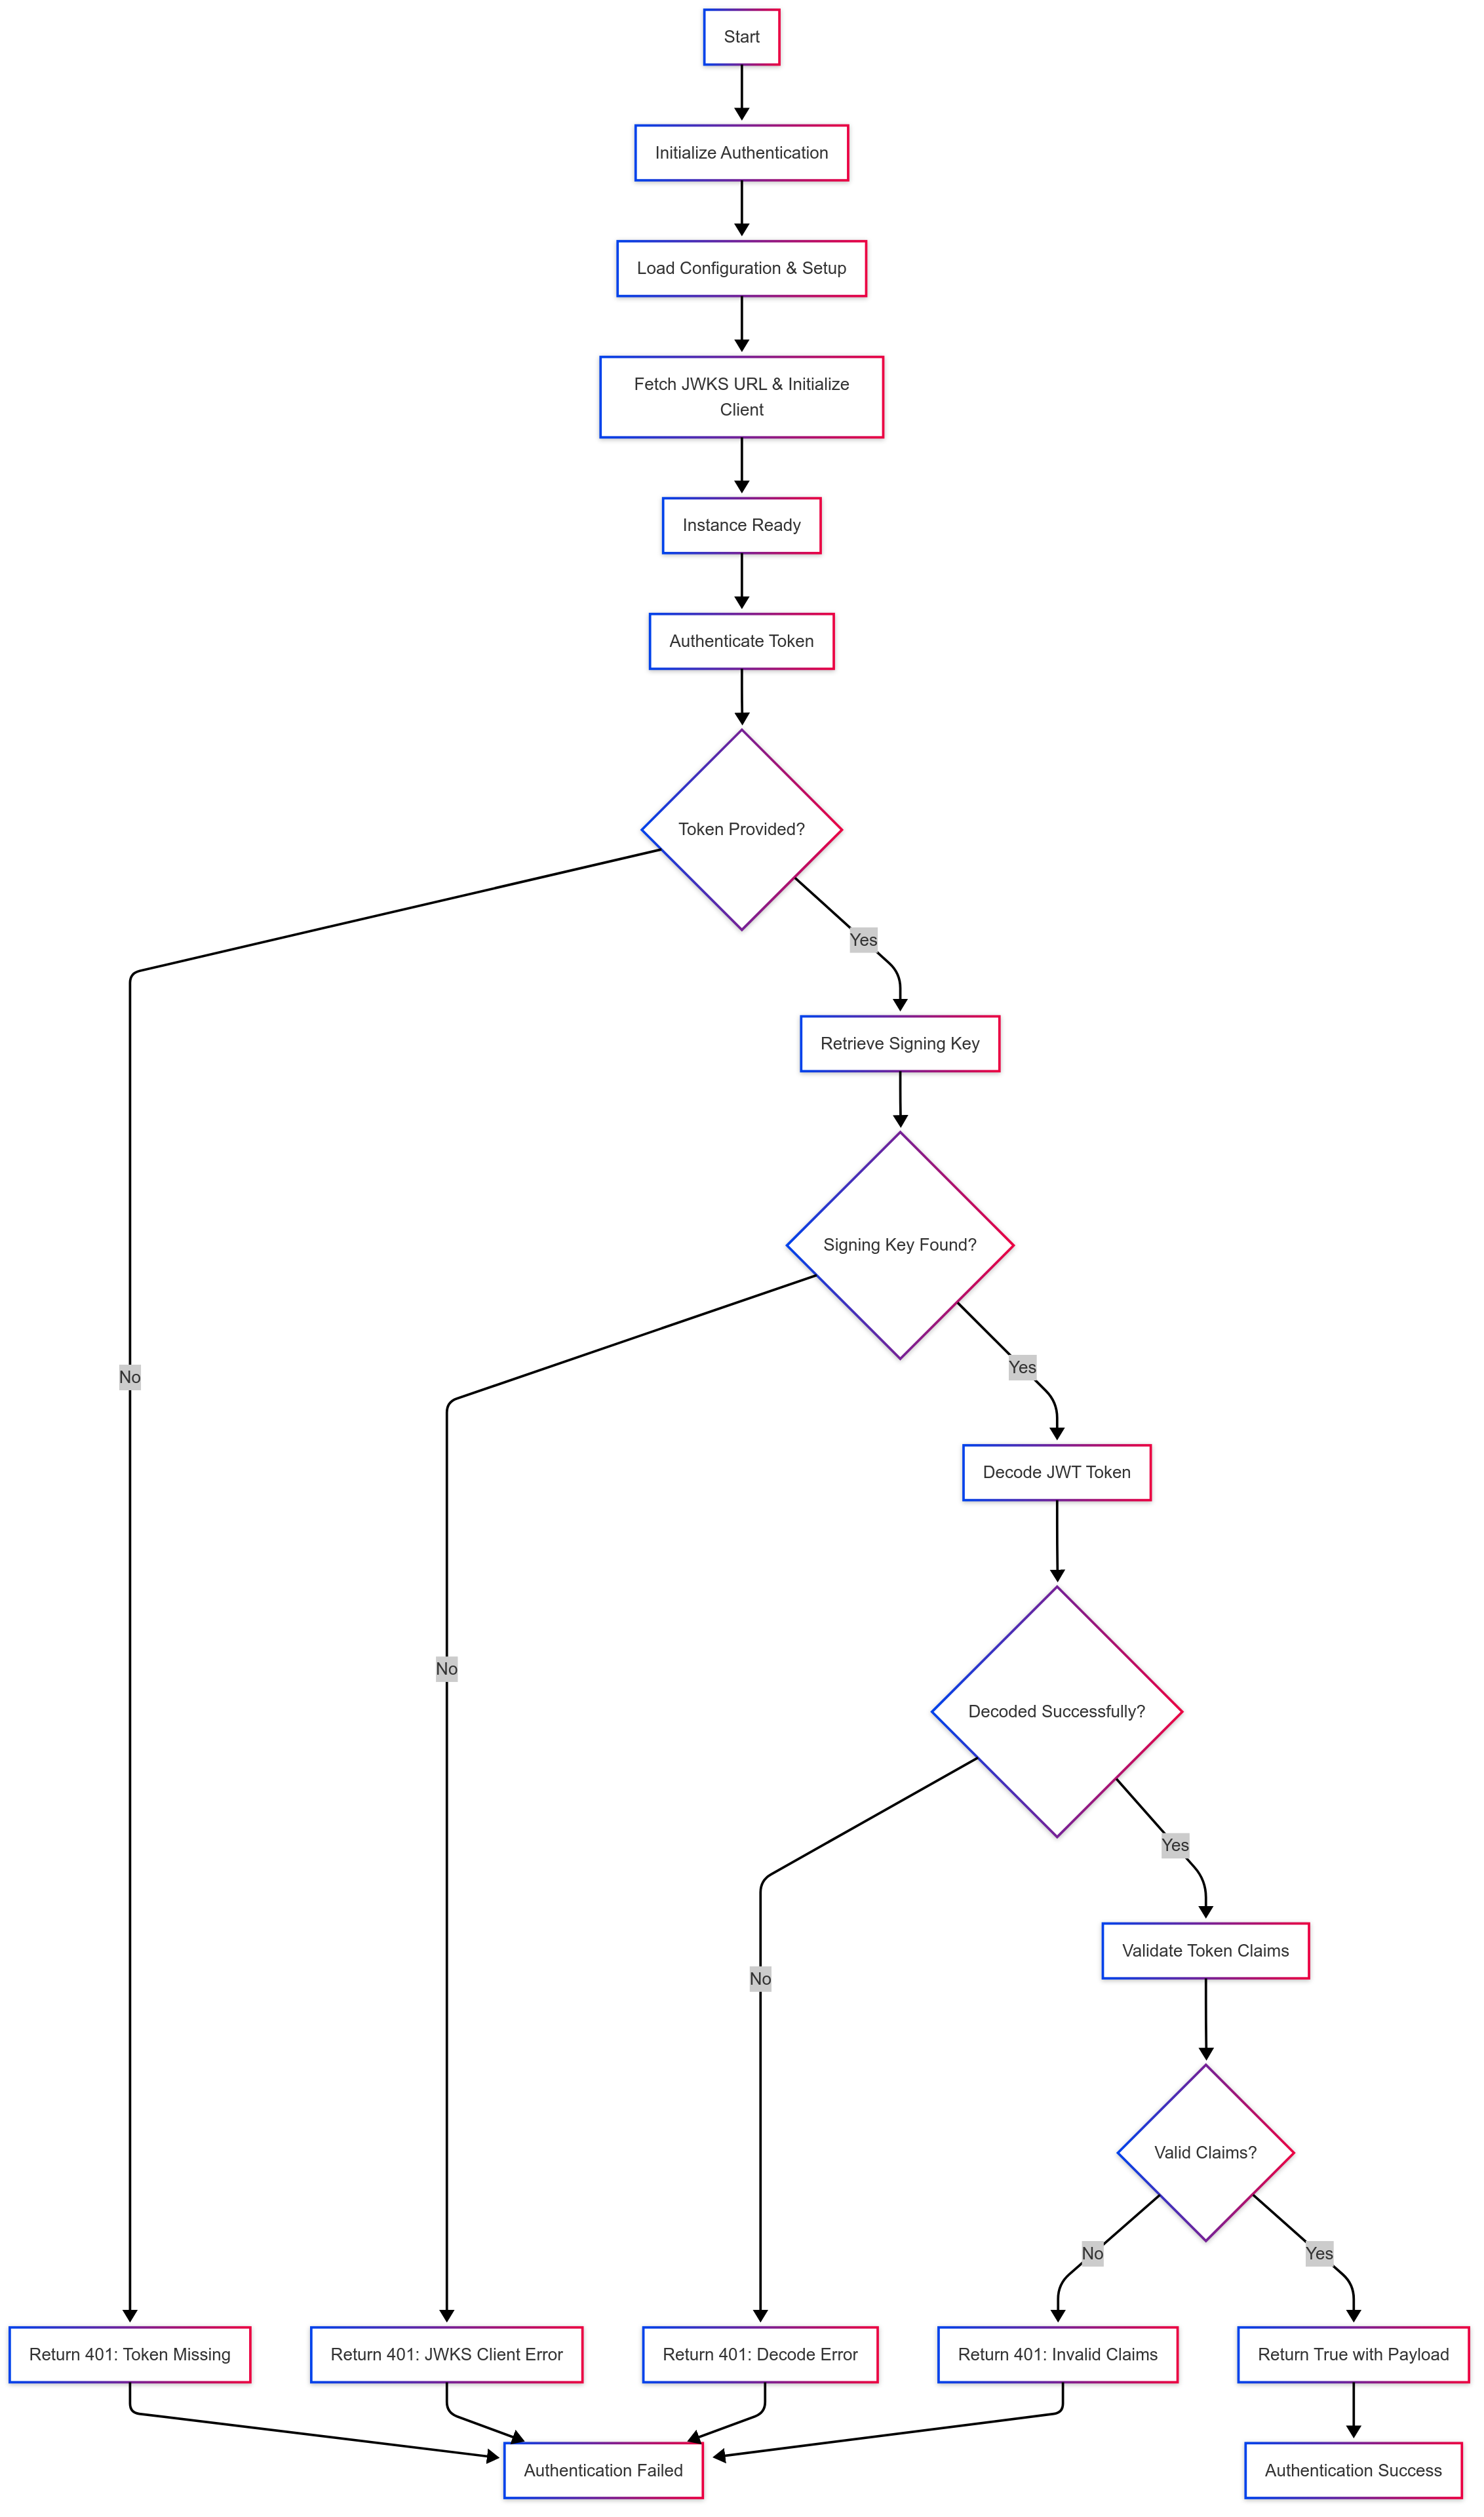 Start
Initialize Authentication
Load Configuration & Setup
Fetch JWKS URL & Initialize
Client
Instance Ready
Authenticate Token
Token Provided?
Yes
Retrieve Signing Key
Signing Key Found?
No
Yes
Decode JWT Token
No
Decoded Successfully?
Yes
Validate Token Claims
No
Valid Claims?
No
Yes
Return 401: Token Missing
Return 401: JWKS Client Error
Return 401: Decode Error
Return 401: Invalid Claims
Return True with Payload
Authentication Failed
Authentication Success